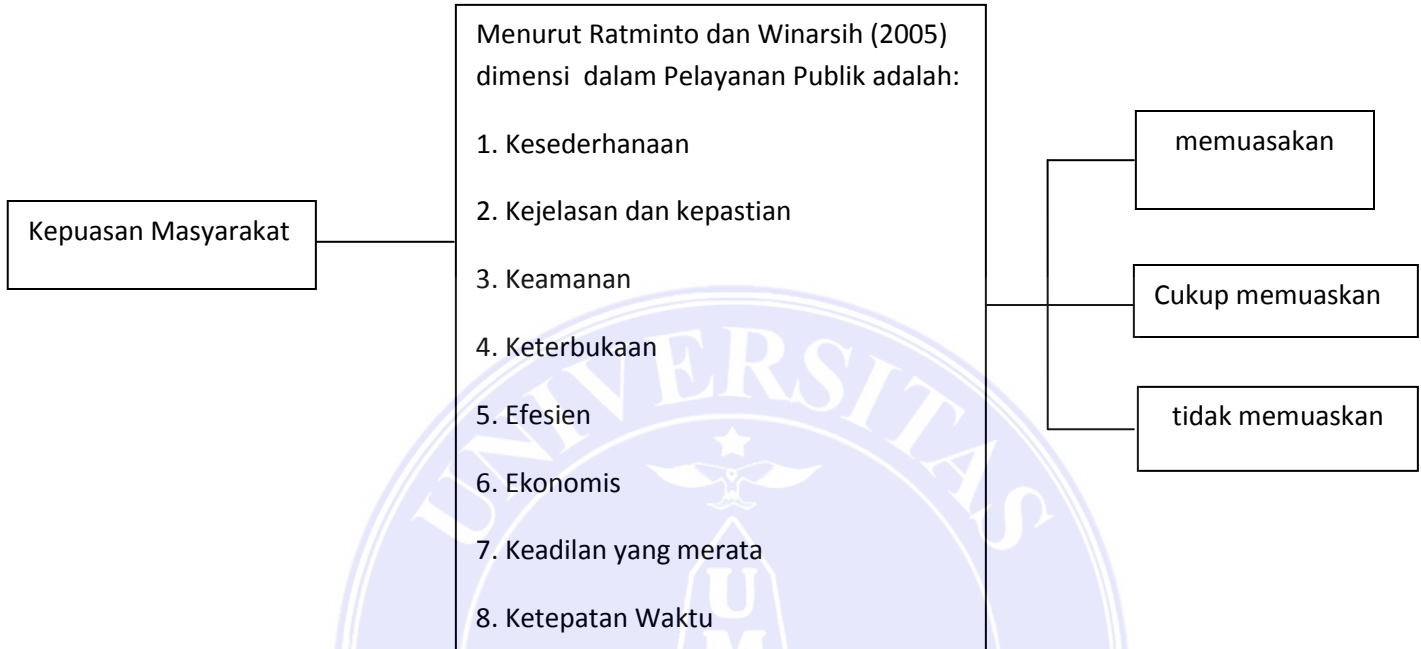 Kepuasan Masyarakat
Menurut Ratminto dan Winarsih (2005)
dimensi dalam Pelayanan Publik adalah:
1. Kesederhanaan
2. Kejelasan dan kepastian
3. Keamanan
4. Keterbukaan
5. Efesien
6. Ekonomis
7. Keadilan yang merata
8. Ketepatan Waktu
memuasakan
Cukup memuaskan
tidak memuaskan
UNIVERSITAS
U
M